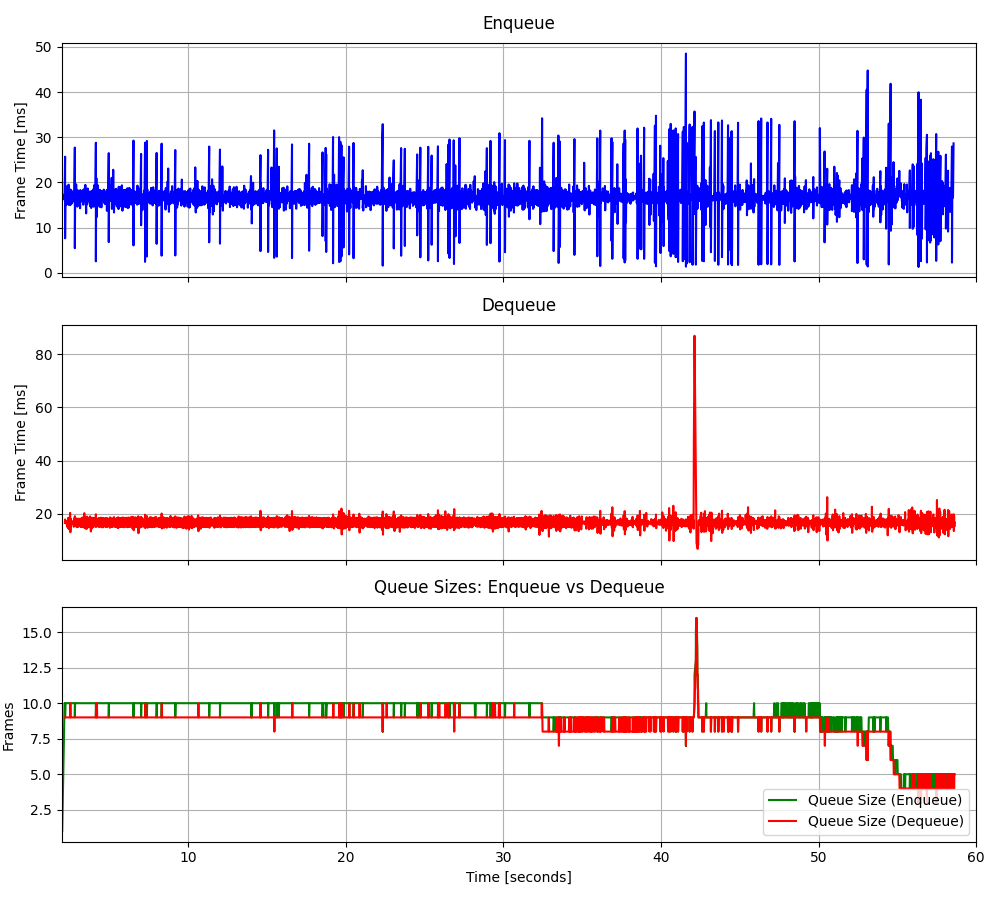 Enqueue
Frame Time [ms]
50
40
30
20
10
0
Dequeue
Frame Time [ms]
80
60
40
20
Queue Sizes: Enqueue vs Dequeue
Frames
15.0
12.5
10.0
7.5
5.0
2.5
Queue Size (Enqueue)
Queue Size (Dequeue)
10 20 30 40 50 60
Time [seconds]